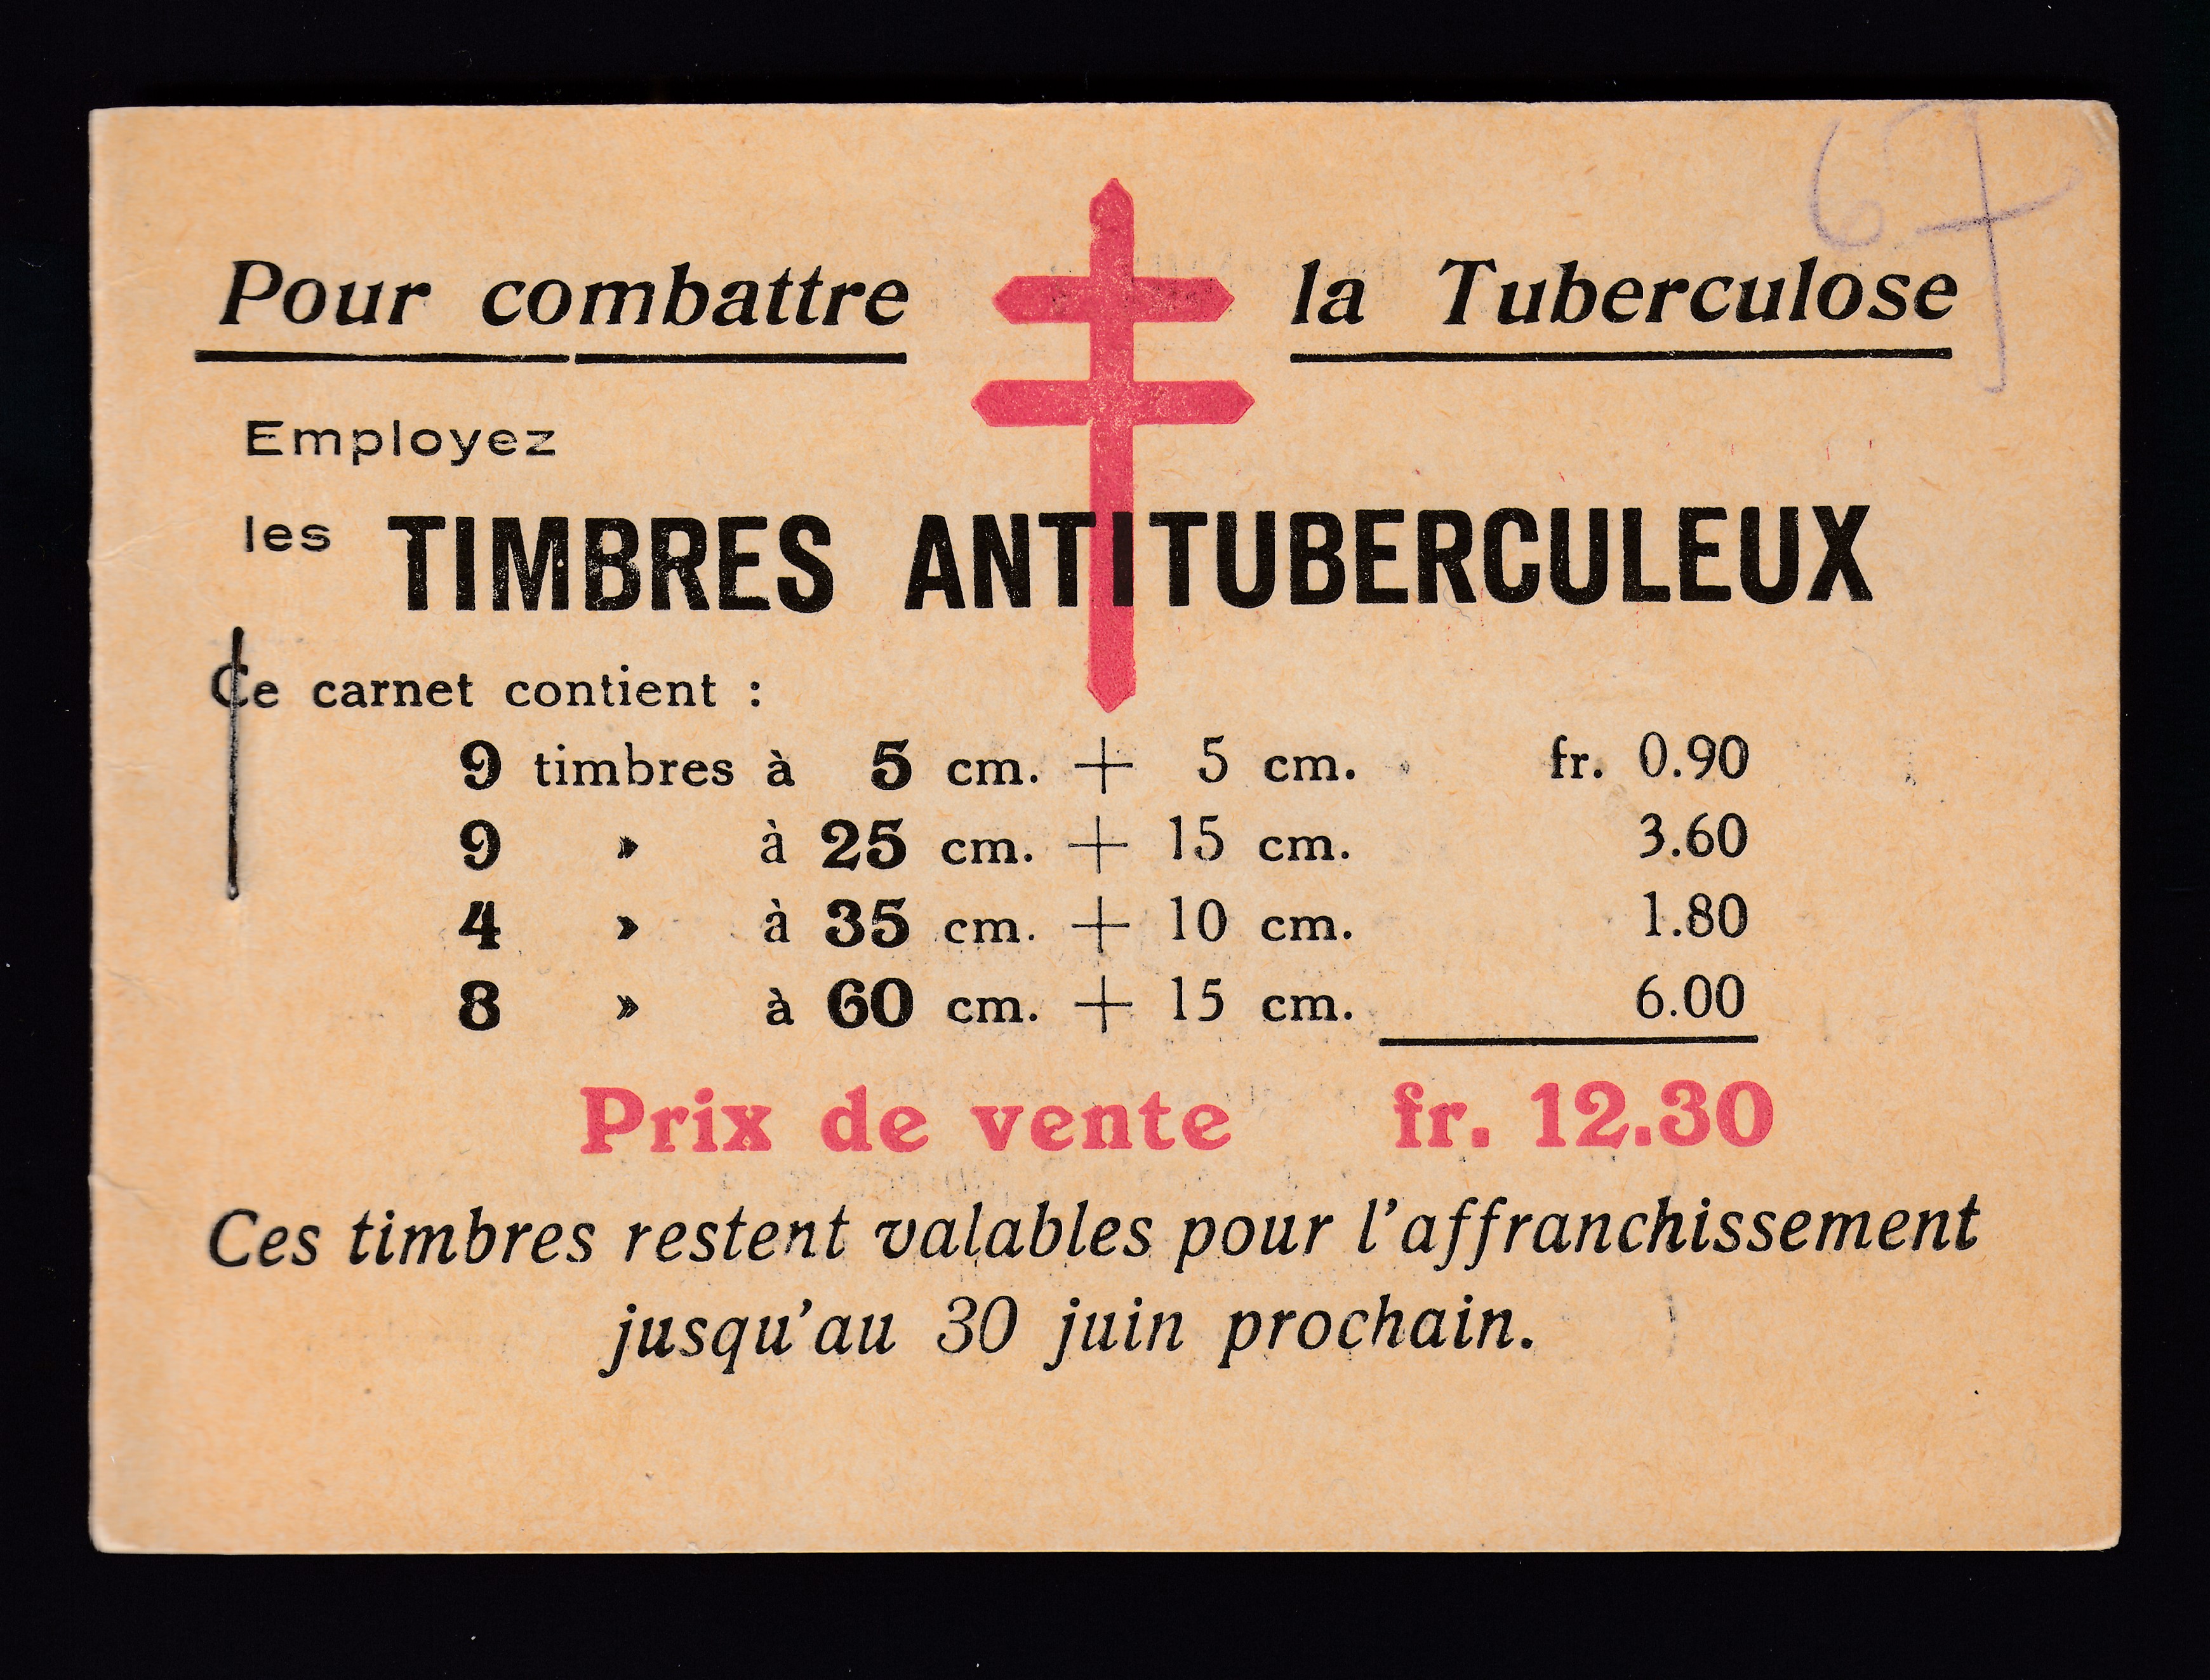 67
Pour combattre la Tuberculose
Employez
les TIMBRES ANTITUBERCULEUX
Ce carnet contient :
9 timbres à 5 cm. + 5 cm. fr. 0.90
9 » à 25 cm. + 15 cm. 3.60
4 » à 35 cm. + 10 cm. 1.80
8 » à 60 cm. + 15 cm. 6.00
Prix de vente fr. 12.30
Ces timbres restent valables pour l'affranchissement
jusqu'au 30 juin prochain.